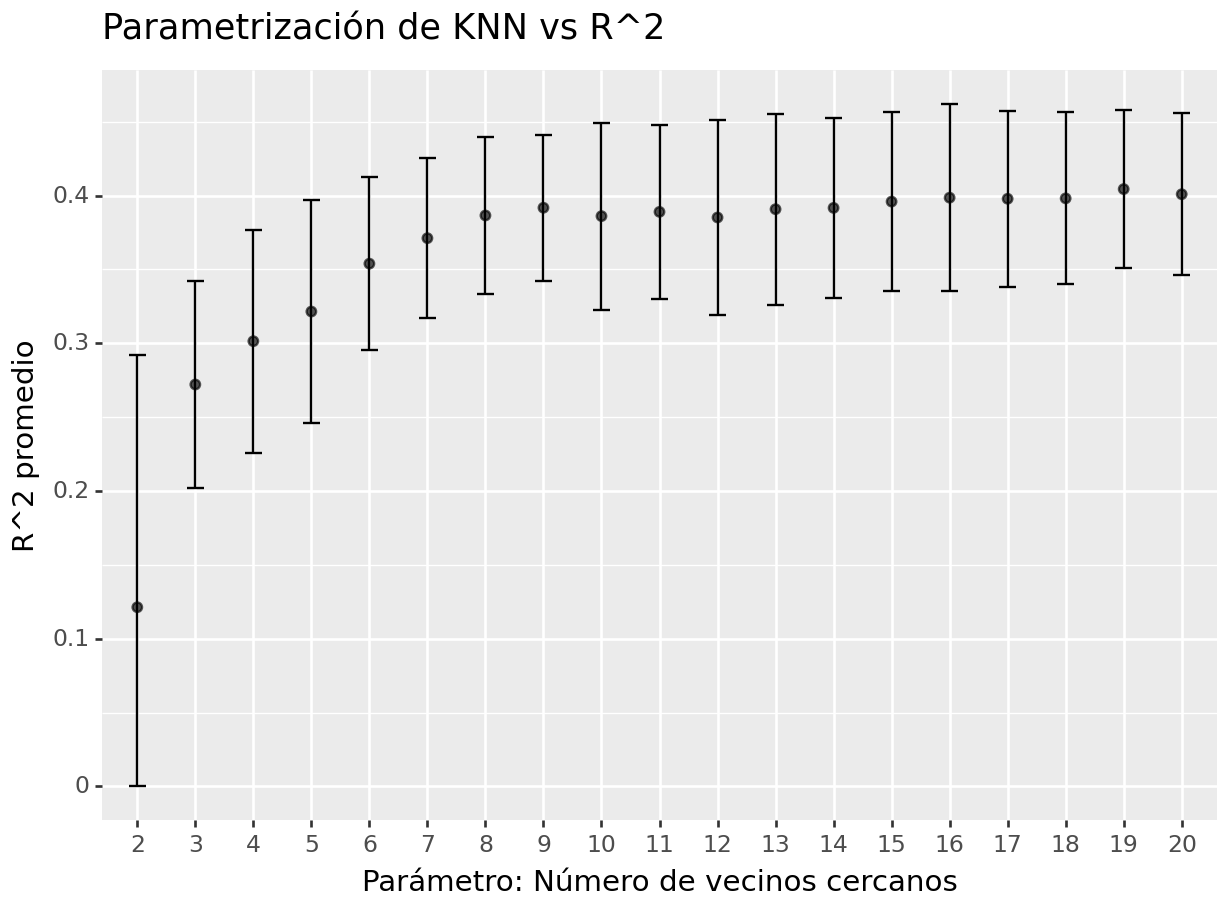 Parametrización de KNN vs R^2
R^2 promedio
0.4
0.3
0.2
0.1
0
2 3 4 5 6 7 8 9 10 11 12 13 14 15 16 17 18 19 20
Parámetro: Número de vecinos cercanos